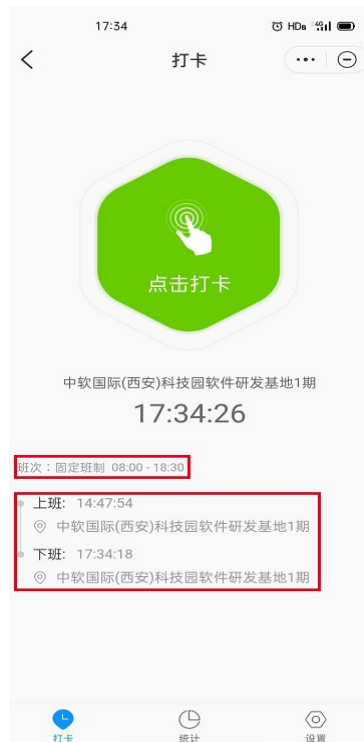 17:34
HD 4G
打卡
点击打卡
中软国际(西安)科技园软件研发基地1期
17:34:26
班次：固定班制 08:00 - 18:30
上班: 14:47:54
中软国际(西安)科技园软件研发基地1期
下班: 17:34:18
中软国际(西安)科技园软件研发基地1期
打卡 统计 设置